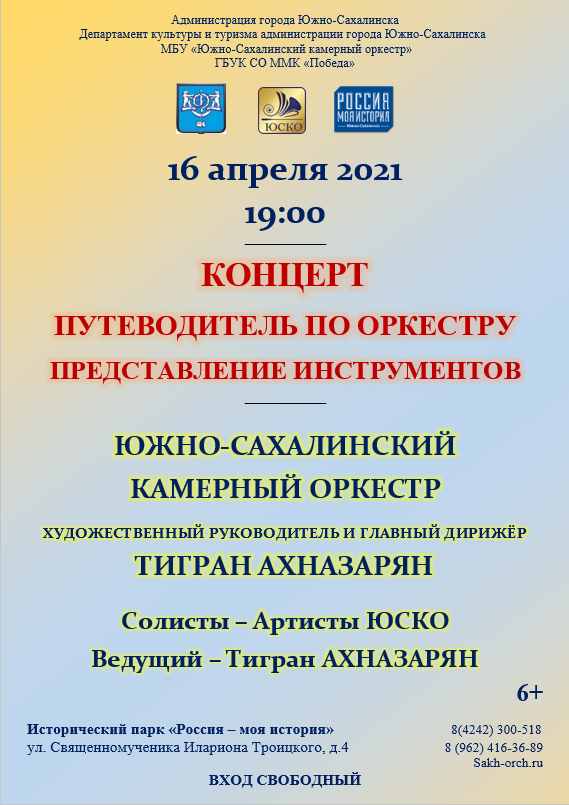 Администрация города Южно-Сахалинска
Департамент культуры и туризма администрации города Южно-Сахалинска
МБУ «Южно-Сахалинский камерный оркестр»
ГБУК СО ММК «Победа»
ЮСКО
РОССИЯ
МОЯ ИСТОРИЯ
16 апреля 2021
19:00
КОНЦЕРТ
ПУТЕВОДИТЕЛЬ ПО ОРКЕСТРУ
ПРЕДСТАВЛЕНИЕ ИНСТРУМЕНТОВ
ЮЖНО-САХАЛИНСКИЙ
КАМЕРНЫЙ ОРКЕСТР
ХУДОЖЕСТВЕННЫЙ РУКОВОДИТЕЛЬ И ГЛАВНЫЙ ДИРИЖЁР
ТИГРАН АХНАЗАРЯН
Солисты – Артисты ЮСКО
Ведущий – Тигран АХНАЗАРЯН
6+
Исторический парк «Россия – моя история» 8(4242) 300-518
ул. Священномученика Илариона Троицкого, д.4 8 (962) 416-36-89
Sakh-orch.ru
ВХОД СВОБОДНЫЙ